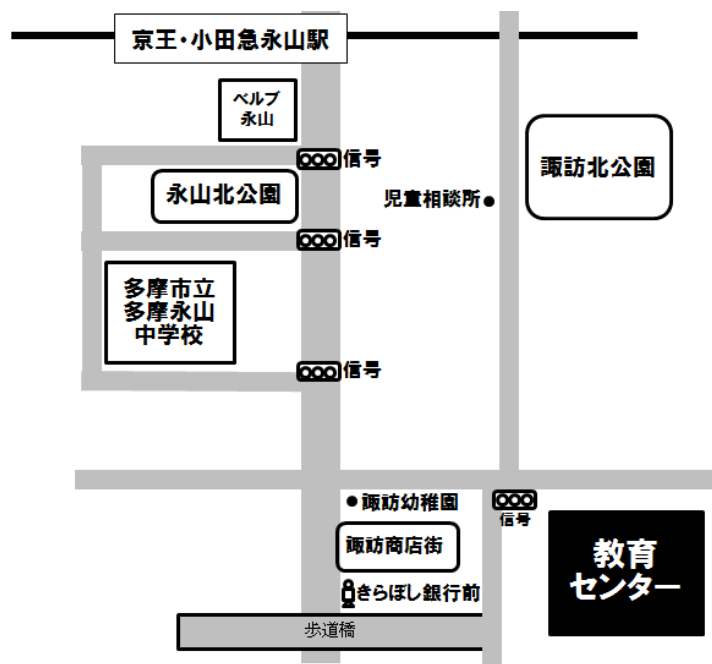 京王・小田急永山駅
ベルブ
永山
信号
永山北公園
諏訪北公園
児童相談所
信号
多摩市立
多摩永山
中学校
信号
諏訪幼稚園
信号
諏訪商店街
教育
センター
きらぼし銀行前
歩道橋